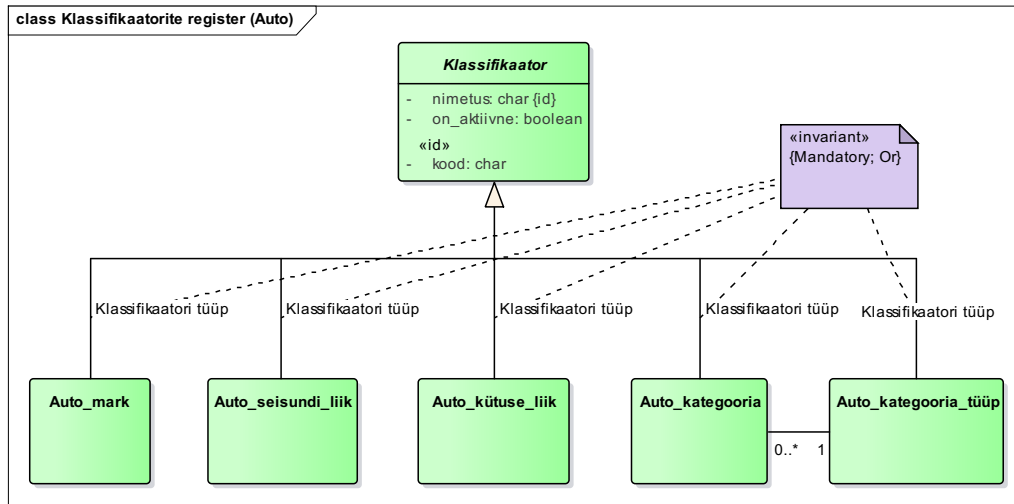 class Klassifikaatorite register (Auto)
Klassifikaator
- nimetus: char {id}
- on_aktiivne: boolean
«id»
- kood: char
«invariant»
{Mandatory; Or}
Klassifikaatori tüüp
Klassifikaatori tüüp
Klassifikaatori tüüp
Klassifikaatori tüüp
Klassifikaatori tüüp
Auto_mark
Auto_seisundi_liik
Auto_kütuse_liik
Auto_kategooria
Auto_kategooria_tüüp
0..* 1